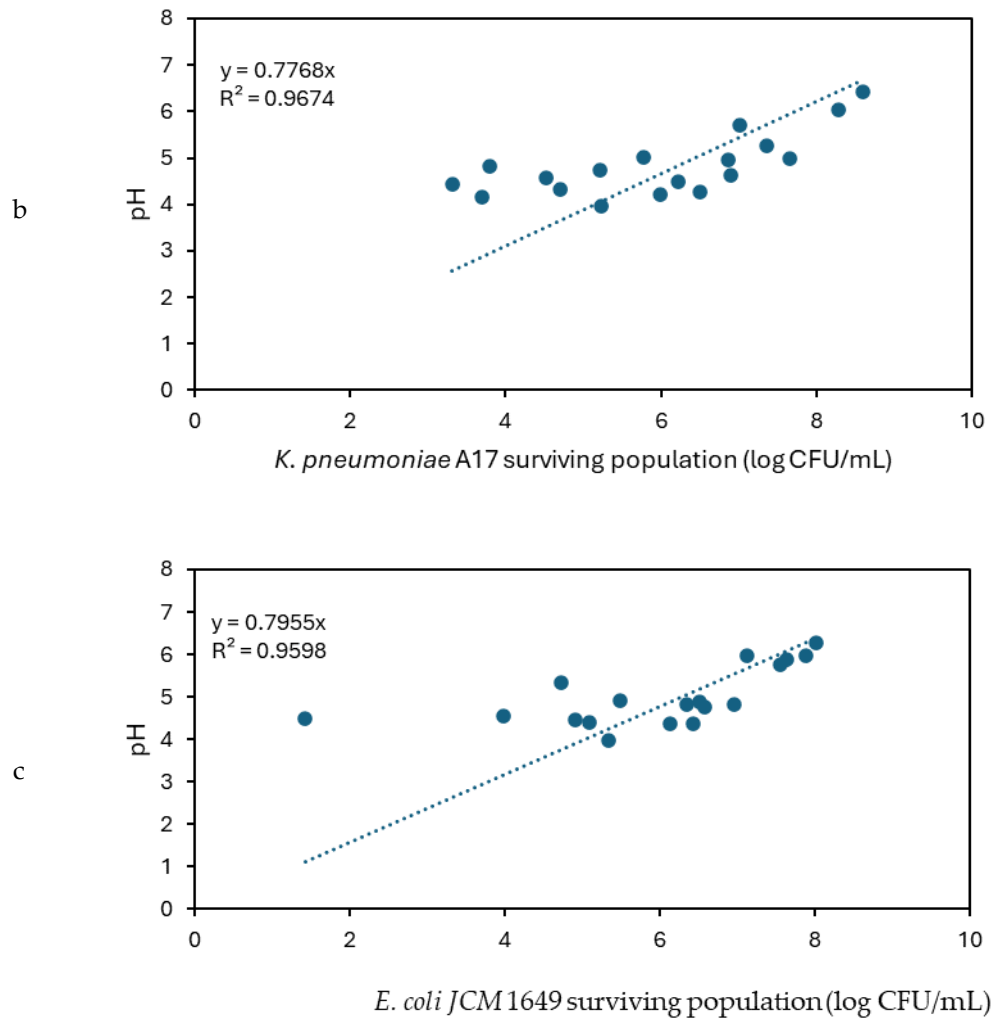 b
y = 0.7768x
R² = 0.9674
pH
8
7
6
5
4
3
2
1
0
0 2 4 6 8 10
K. pneumoniae A17 surviving population (log CFU/mL)
c
y = 0.7955x
R² = 0.9598
pH
8
7
6
5
4
3
2
1
0
0 2 4 6 8 10
E. coli JCM 1649 surviving population (log CFU/mL)